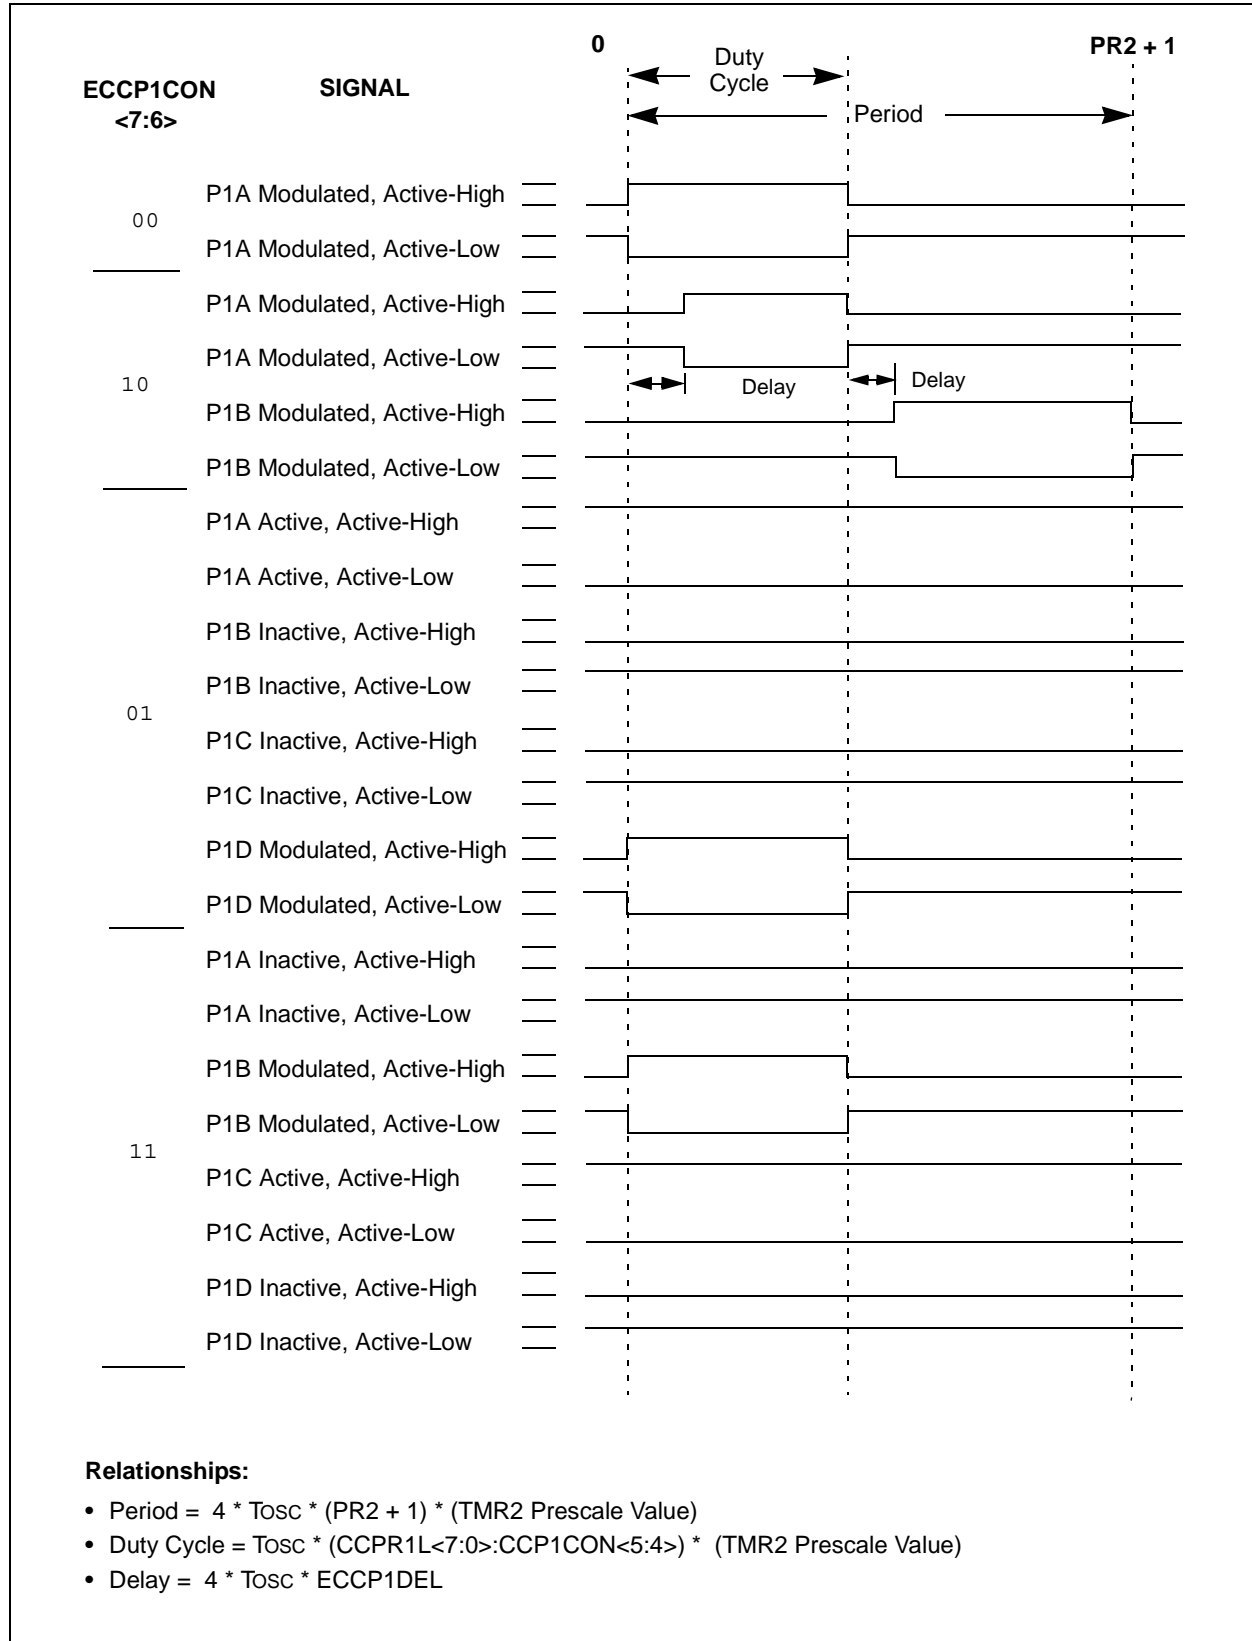 0
PR2 + 1
Duty
Cycle
ECCP1CON
<7:6>
SIGNAL
Period
00
P1A Modulated, Active-High
P1A Modulated, Active-Low
10
P1A Modulated, Active-High
P1A Modulated, Active-Low
Delay
Delay
P1B Modulated, Active-High
P1B Modulated, Active-Low
01
P1A Active, Active-High
P1A Active, Active-Low
P1B Inactive, Active-High
P1B Inactive, Active-Low
P1C Inactive, Active-High
P1C Inactive, Active-Low
P1D Modulated, Active-High
P1D Modulated, Active-Low
11
P1A Inactive, Active-High
P1A Inactive, Active-Low
P1B Modulated, Active-High
P1B Modulated, Active-Low
P1C Active, Active-High
P1C Active, Active-Low
P1D Inactive, Active-High
P1D Inactive, Active-Low
Relationships:
• Period = 4 * TOSC * (PR2 + 1) * (TMR2 Prescale Value)
• Duty Cycle = TOSC * (CCPR1L<7:0>:CCP1CON<5:4>) * (TMR2 Prescale Value)
• Delay = 4 * TOSC * ECCP1DEL